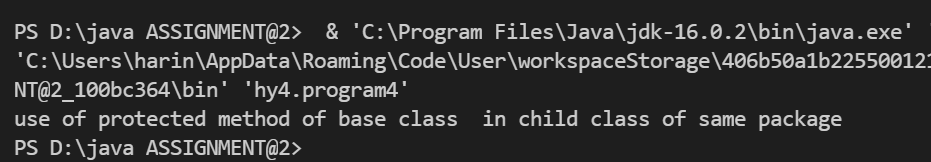 PS D:\java ASSIGNMENT@2>  & 'C:\Program Files\Java\jdk-16.0.2\bin\java.exe'
'C:\Users\harin\AppData\Roaming\Code\User\workspaceStorage\406b50a1b225500121
NT@2_100bc364\bin' 'hy4.program4'
use of protected method of base class  in child class of same package
PS D:\java ASSIGNMENT@2>